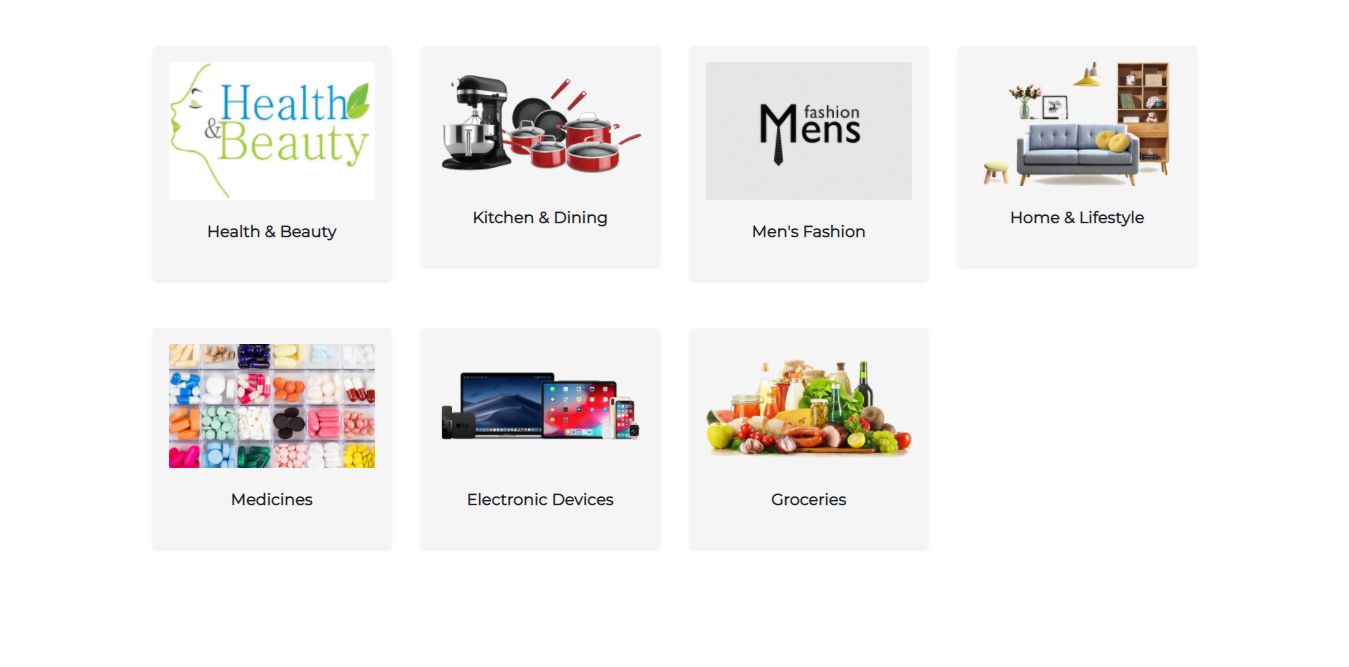 Health
& Beauty
fashion
Mens
Health & Beauty
Kitchen & Dining
Men's Fashion
Home & Lifestyle
Medicines
Electronic Devices
Groceries